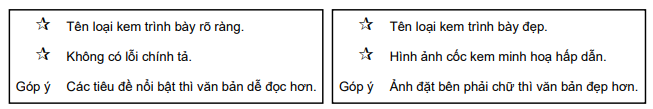 ☆ Tên loại kem trình bày rõ ràng.
☆ Không có lỗi chính tả.
Góp ý Các tiêu đề nổi bật thì văn bản dễ đọc hơn.
☆ Tên loại kem trình bày đẹp.
☆ Hình ảnh cốc kem minh hoạ hấp dẫn.
Góp ý Ảnh đặt bên phải chữ thì văn bản đẹp hơn.